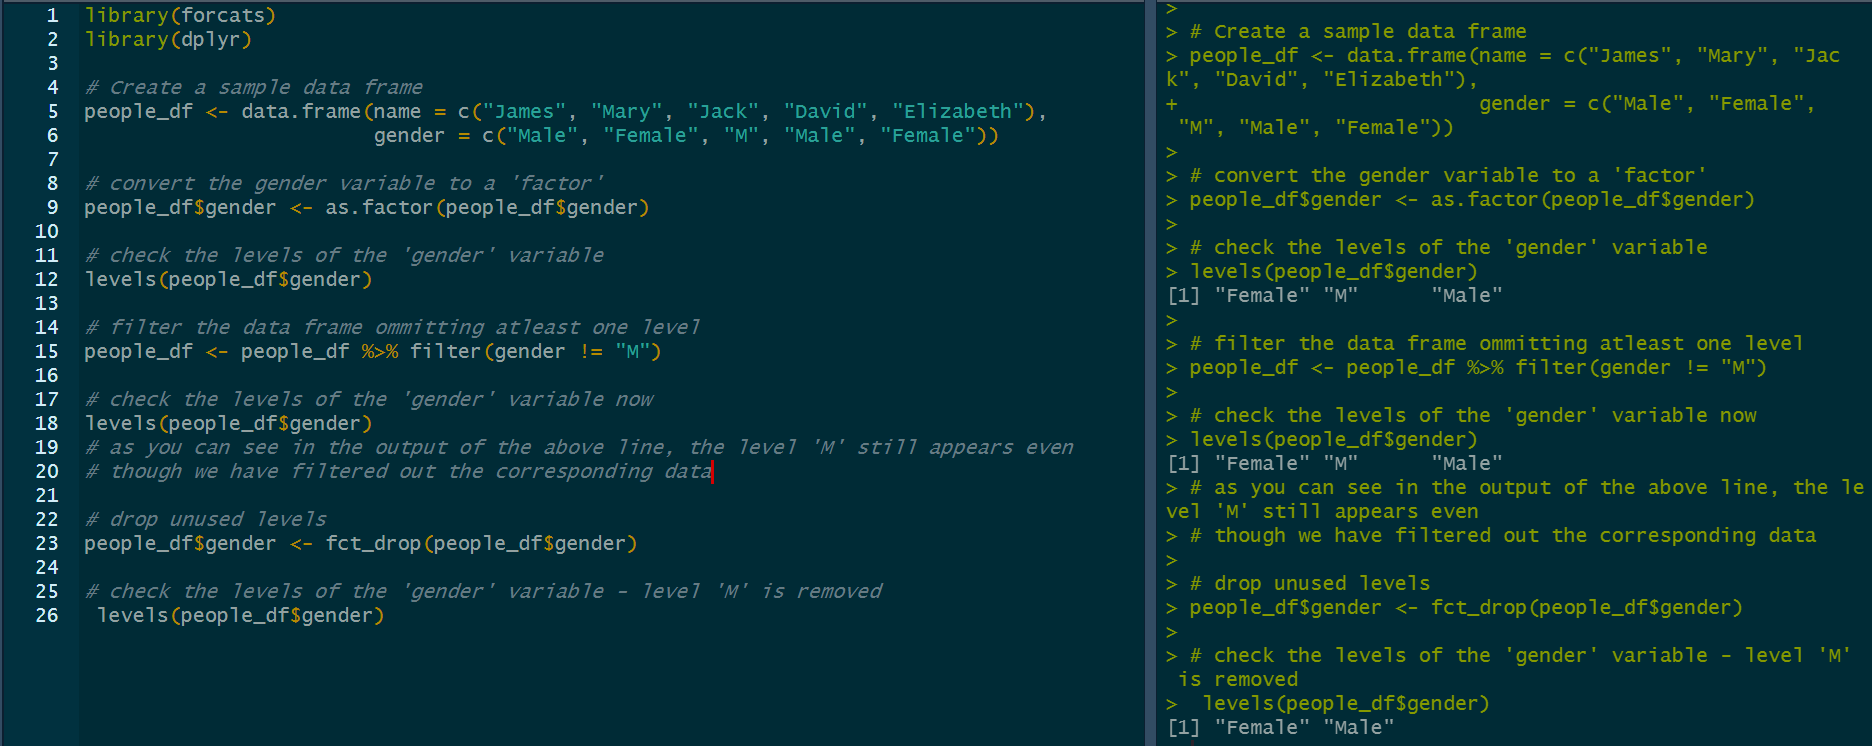 1 library(forcats)
2 library(dplyr)
3
4 # Create a sample data frame
5 people_df <- data.frame(name = c("James", "Mary", "Jack", "David", "Elizabeth"),
6                         gender = c("Male", "Female", "M", "Male", "Female"))
7
8 # convert the gender variable to a 'factor'
9 people_df$gender <- as.factor(people_df$gender)
10
11 # check the levels of the 'gender' variable
12 levels(people_df$gender)
13
14 # filter the data frame ommitting atleast one level
15 people_df <- people_df %>% filter(gender != "M")
16
17 # check the levels of the 'gender' variable now
18 levels(people_df$gender)
19 # as you can see in the output of the above line, the level 'M' still appears even
20 # though we have filtered out the corresponding data
21
22 # drop unused levels
23 people_df$gender <- fct_drop(people_df$gender)
24
25 # check the levels of the 'gender' variable - level 'M' is removed
26  levels(people_df$gender)
>
> # Create a sample data frame
> people_df <- data.frame(name = c("James", "Mary", "Jac
k", "David", "Elizabeth"),
+                         gender = c("Male", "Female",
 "M", "Male", "Female"))
>
> # convert the gender variable to a 'factor'
> people_df$gender <- as.factor(people_df$gender)
>
> # check the levels of the 'gender' variable
> levels(people_df$gender)
[1] "Female" "M"      "Male"
>
> # filter the data frame ommitting atleast one level
> people_df <- people_df %>% filter(gender != "M")
>
> # check the levels of the 'gender' variable now
> levels(people_df$gender)
[1] "Female" "M"      "Male"
> # as you can see in the output of the above line, the le
vel 'M' still appears even
> # though we have filtered out the corresponding data
>
> # drop unused levels
> people_df$gender <- fct_drop(people_df$gender)
>
> # check the levels of the 'gender' variable - level 'M'
 is removed
>  levels(people_df$gender)
[1] "Female" "Male"